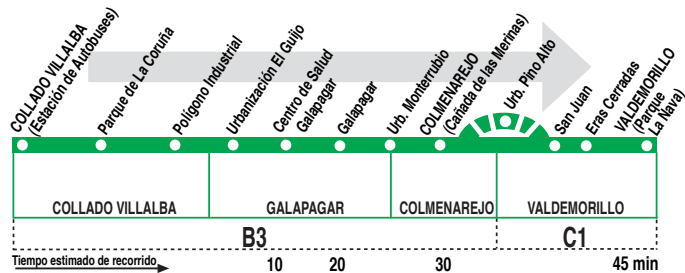 COLLADO VILLALBA
(Estación de Autobuses)
Parque de La Coruña
Polígono Industrial
Urbanización El Guijo
Centro de Salud
Galapagar
Galapagar
Urb. Monterrubio
COLMENAREJO
(Cañada de las Merinas)
Urb. Pino Alto
San Juan
Eras Cerradas
VALDEMORILLO
(Parque
La Nava)
COLLADO VILLALBA GALAPAGAR COLMENAREJO VALDEMORILLO
B3 C1
Tiempo estimado de recorrido 10 20 30 45 min